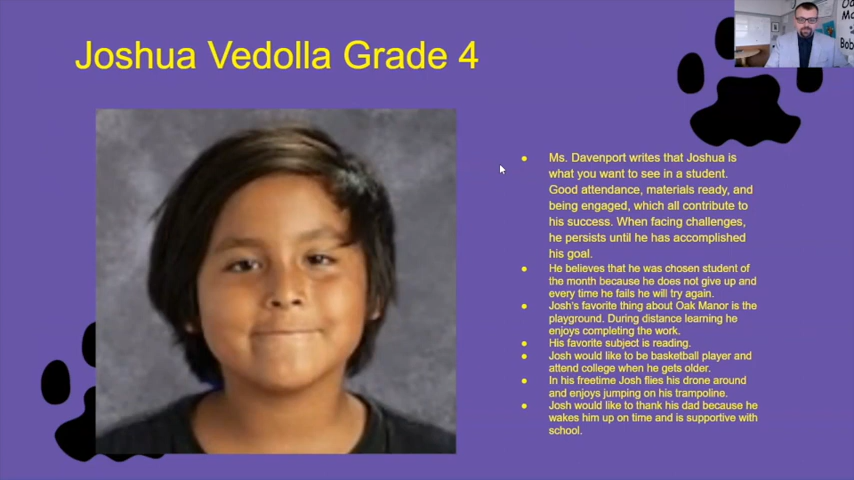 Joshua Vedolla Grade 4
Ms. Davenport writes that Joshua is
what you want to see in a student.
Good attendance, materials ready, and
being engaged, which all contribute to
his success. When facing challenges,
he persists until he has accomplished
his goal.
He believes that he was chosen student of
the month because he does not give up and
every time he fails he will try again.
Josh's favorite thing about Oak Manor is the
playground. During distance learning he
enjoys completing the work.
His favorite subject is reading.
Josh would like to be basketball player and
attend college when he gets older.
In his freetime Josh flies his drone around
and enjoys jumping on his trampoline.
Josh would like to thank his dad because he
wakes him up on time and is supportive with
school.